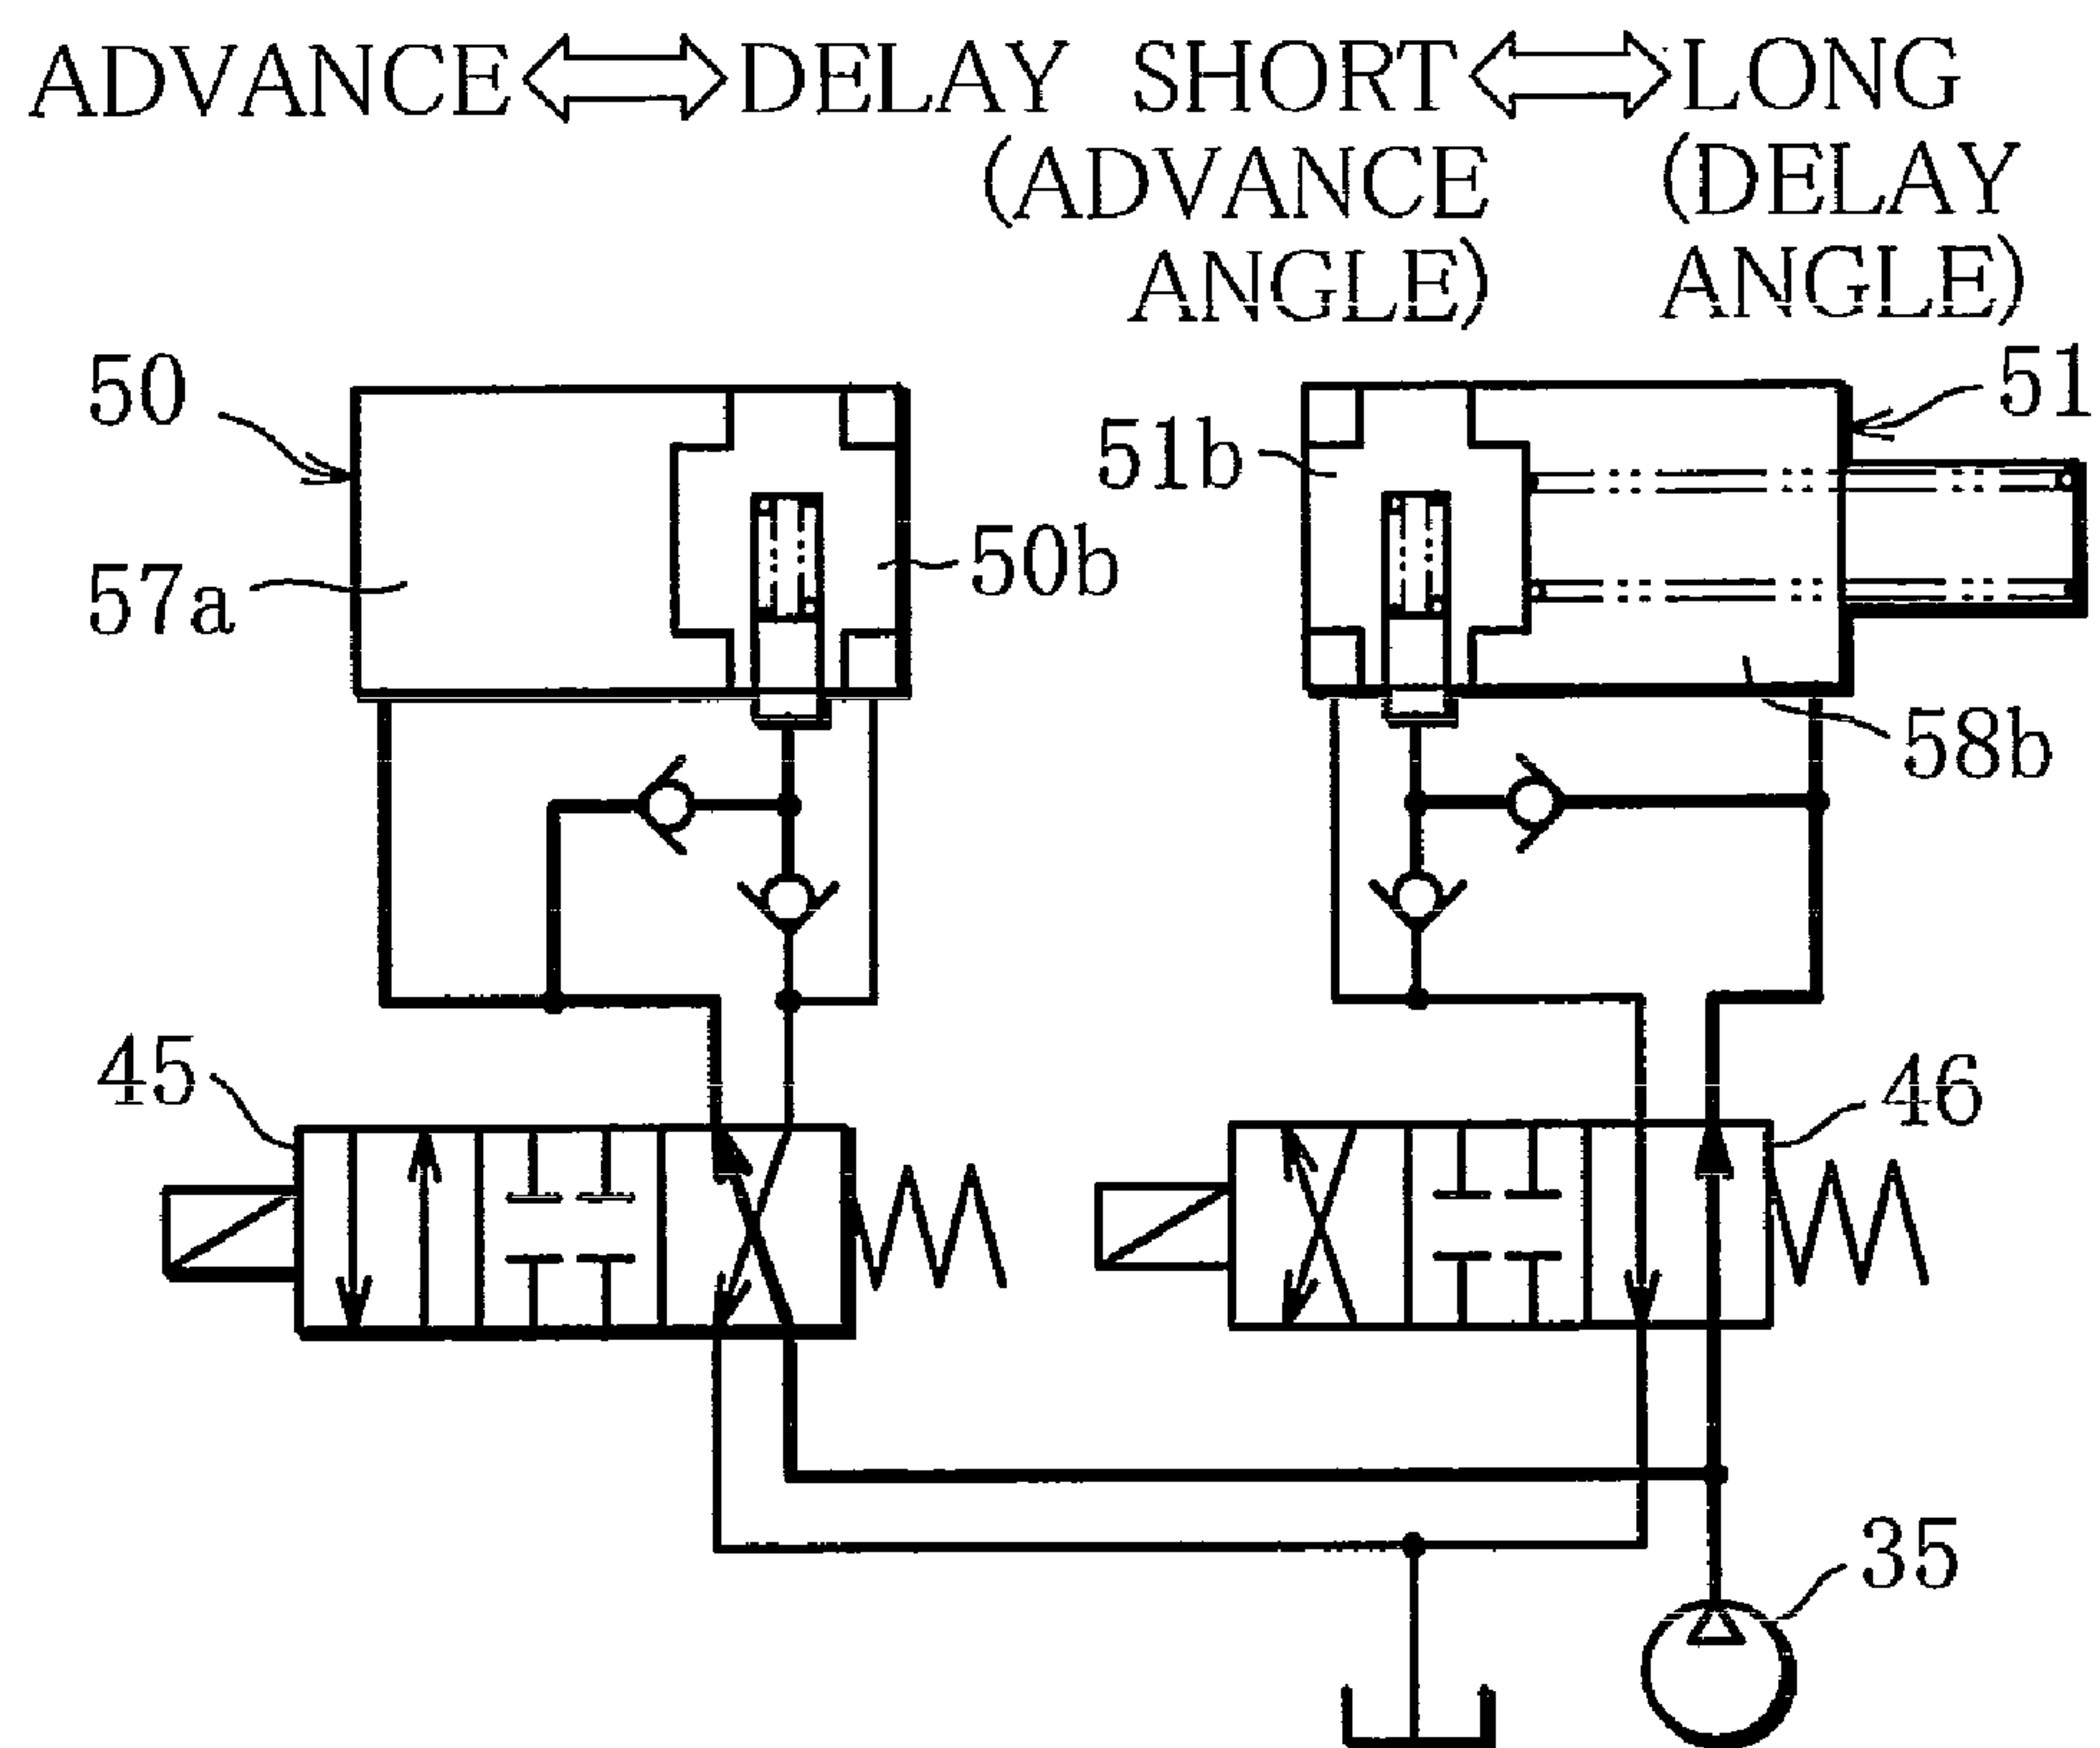 ADVANCE DELAY SHORT LONG
(ADVANCE (DELAY
ANGLE) ANGLE)
50 51
51b
50b
57a
58b
45 46
35